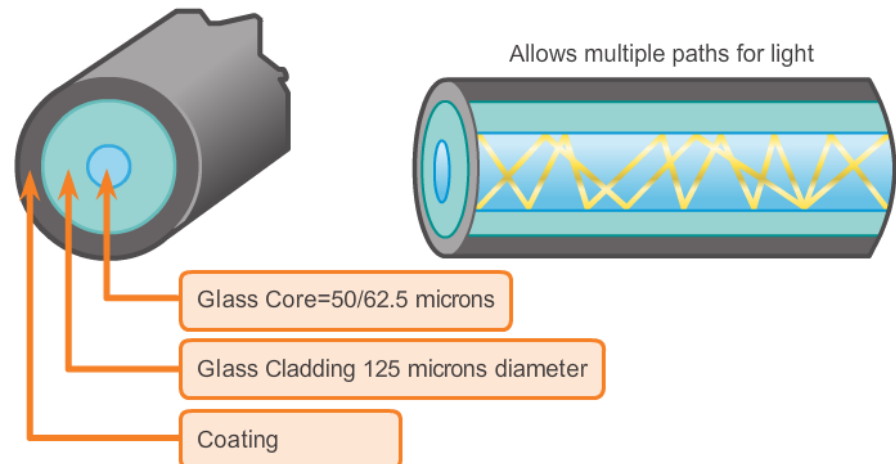 Allows multiple paths for light
Glass Core=50/62.5 microns
Glass Cladding 125 microns diameter
Coating